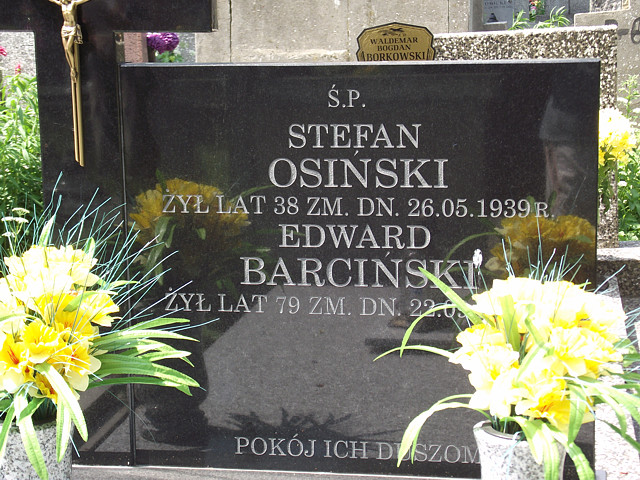 WALDEMAR
BOGDAN
BORKOWSKI
Ś.P.
STEFAN
OSIŃSKI
ŻYŁ LAT 38 ZM. DN. 26.05.1939 R.
EDWARD
BARCIŃSKI
ŻYŁ LAT 79 ZM. DN.
POKÓJ ICH DUSZOM